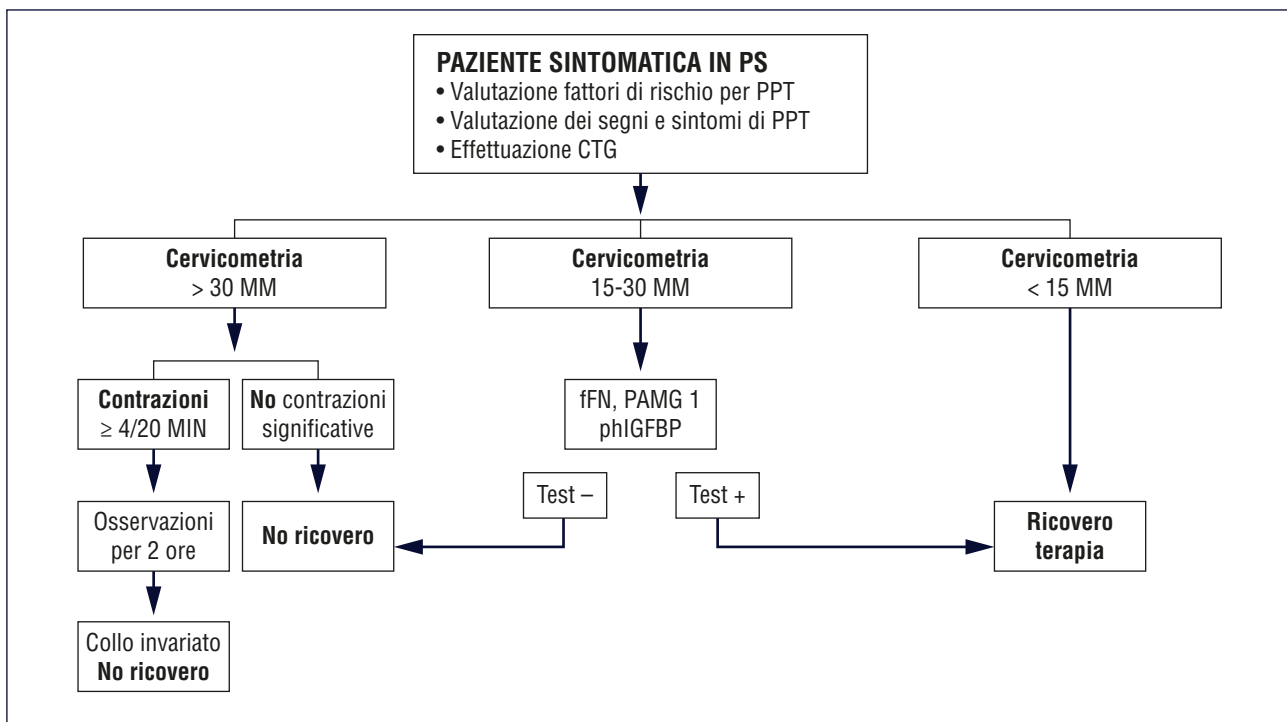 PAZIENTE SINTOMATICA IN PS
• Valutazione fattori di rischio per PPT
• Valutazione dei segni e sintomi di PPT
• Effettuazione CTG
Cervicometria
> 30 MM
Cervicometria
15-30 MM
Cervicometria
< 15 MM
Contrazioni
≥ 4/20 MIN
No contrazioni
significative
fFN, PAMG 1
phIGFBP
Test –
Test +
Osservazioni
per 2 ore
No ricovero
Ricovero
terapia
Collo invariato
No ricovero